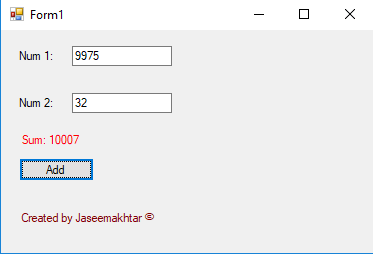 Form1
Num 1: 9975
Num 2: 32
Sum: 10007
Add
Created by Jaseemakhtar ©